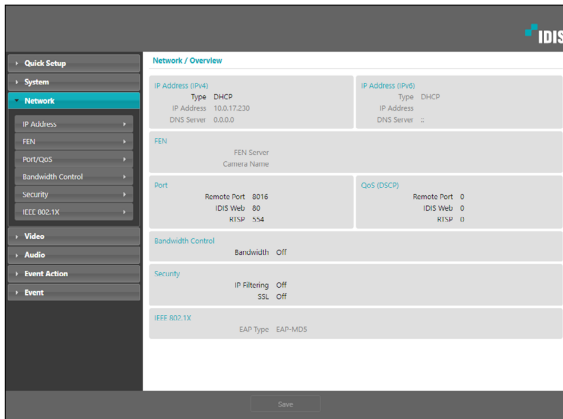 IDIS
Quick Setup
System
Network
IP Address
FEN
Port/QoS
Bandwidth Control
Security
IEEE 802.1X
Video
Audio
Event Action
Event
Network / Overview
IP Address (IPv4)
Type DHCP
IP Address 10.0.17.230
DNS Server 0.0.0.0
IP Address (IPv6)
Type DHCP
IP Address
DNS Server ::
FEN
FEN Server
Camera Name
Port
Remote Port 8016
IDIS Web 80
RTSP 554
QoS (DSCP)
Remote Port 0
IDIS Web 0
RTSP 0
Bandwidth Control
Bandwidth Off
Security
IP Filtering Off
SSL Off
IEEE 802.1X
EAP Type EAP-MD5
Save